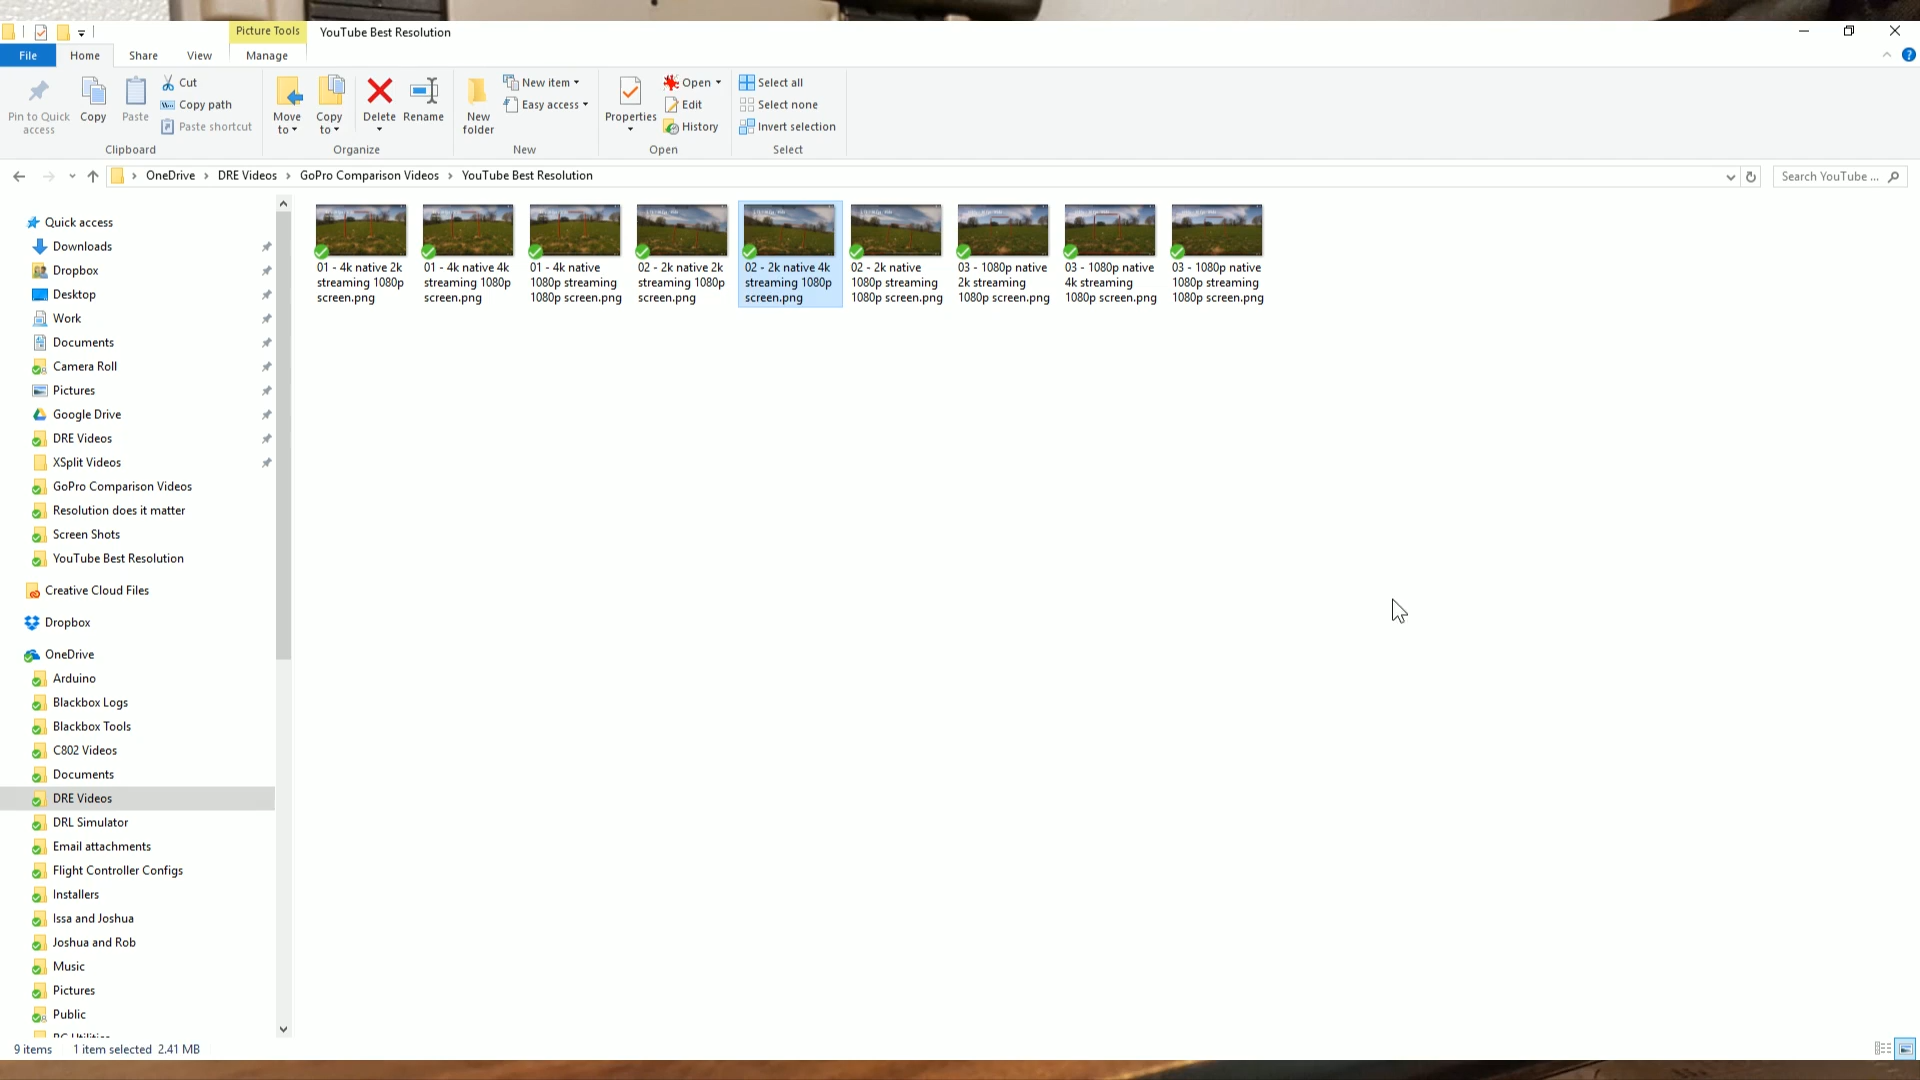 Picture Tools
YouTube Best Resolution
File
Home
Share
View
Manage
Pin to Quick access
Copy
Paste
Cut
Copy path
Paste shortcut
Clipboard
Move to
Copy to
Delete
Rename
Organize
New folder
New item
Easy access
New
Properties
Open
Edit
History
Open
Select all
Select none
Invert selection
Select
OneDrive
DRE Videos
GoPro Comparison Videos
YouTube Best Resolution
Search YouTube ...
Quick access
Downloads
Dropbox
Desktop
Work
Documents
Camera Roll
Pictures
Google Drive
DRE Videos
XSplit Videos
GoPro Comparison Videos
Resolution does it matter
Screen Shots
YouTube Best Resolution
Creative Cloud Files
Dropbox
OneDrive
Arduino
Blackbox Logs
Blackbox Tools
C802 Videos
Documents
DRE Videos
DRL Simulator
Email attachments
Flight Controller Configs
Installers
Issa and Joshua
Joshua and Rob
Music
Pictures
Public
01 - 4k native 2k
streaming 1080p
screen.png
01 - 4k native 4k
streaming 1080p
screen.png
01 - 4k native
1080p streaming
1080p screen.png
02 - 2k native 2k
streaming 1080p
screen.png
02 - 2k native 4k
streaming 1080p
screen.png
02 - 2k native
1080p streaming
1080p screen.png
03 - 1080p native
2k streaming
1080p screen.png
03 - 1080p native
4k streaming
1080p screen.png
03 - 1080p native
1080p streaming
1080p screen.png
9 items
1 item selected 2.41 MB